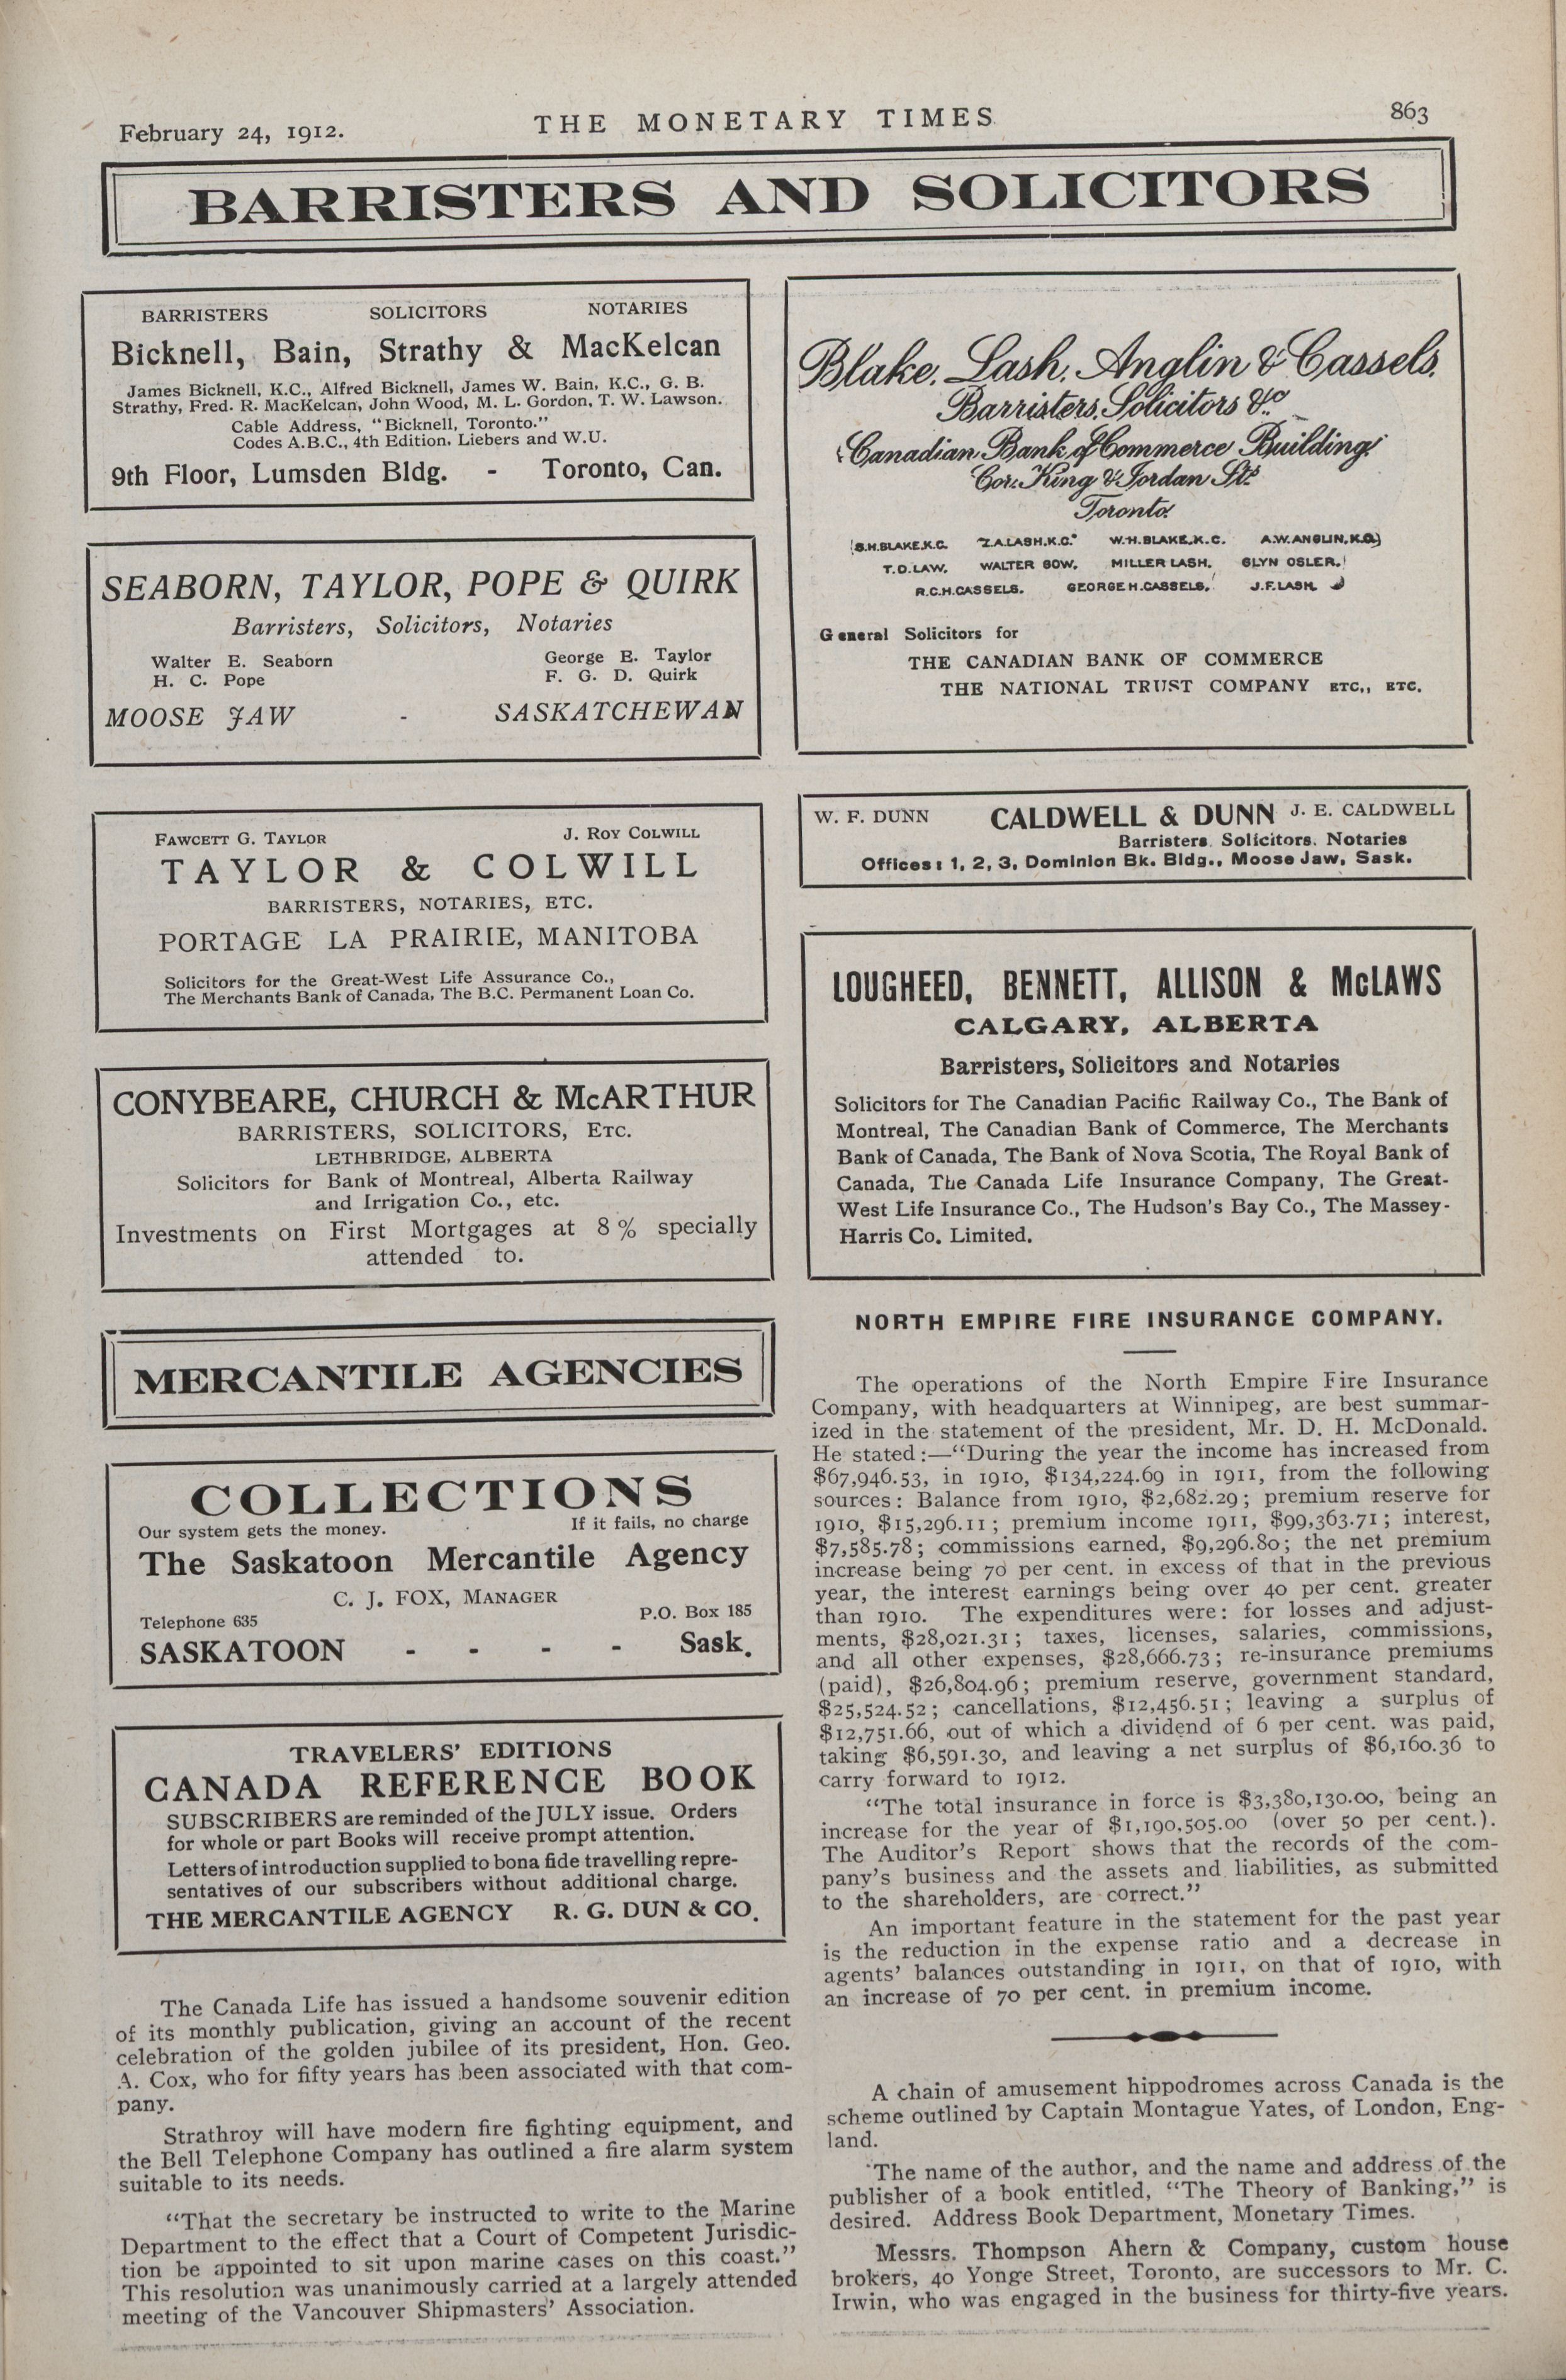 February 24, 1912.
THE MONETARY TIMES
863
BARRISTERS AND SOLICITORS
BARRISTERS SOLICITORS NOTARIES
Bicknell, Bain, Strathy & MacKelcan
James Bicknell, K.C., Alfred Bicknell, James W. Bain, K.C., G. B.
Strathy, Fred. R. MacKelcan, John Wood, M. L. Gordon, T. W. Lawson.
Cable Address, "Bicknell, Toronto."
Codes A.B.C., 4th Edition, Liebers and W.U.
9th Floor, Lumsden Bldg. - Toronto, Can.
SEABORN, TAYLOR, POPE & QUIRK
Barristers, Solicitors, Notaries
Walter E. Seaborn George E. Taylor
H. C. Pope F. G. D. Quirk
MOOSE JAW - SASKATCHEWAN
FAWCETT G. TAYLOR J. ROY COLWILL
TAYLOR & COLWILL
BARRISTERS, NOTARIES, ETC.
PORTAGE LA PRAIRIE, MANITOBA
Solicitors for the Great-West Life Assurance Co.,
The Merchants Bank of Canada, The B.C. Permanent Loan Co.
CONYBEARE, CHURCH & McARTHUR
BARRISTERS, SOLICITORS, ETC.
LETHBRIDGE, ALBERTA
Solicitors for Bank of Montreal, Alberta Railway
and Irrigation Co., etc.
Investments on First Mortgages at 8% specially
attended to.
MERCANTILE AGENCIES
COLLECTIONS
Our system gets the money. If it fails, no charge
The Saskatoon Mercantile Agency
C. J. FOX, MANAGER
Telephone 635 P.O. Box 185
SASKATOON - - - - Sask.
TRAVELERS' EDITIONS
CANADA REFERENCE BOOK
SUBSCRIBERS are reminded of the JULY issue. Orders
for whole or part Books will receive prompt attention.
Letters of introduction supplied to bona fide travelling repre-
sentatives of our subscribers without additional charge.
THE MERCANTILE AGENCY R. G. DUN & CO.
The Canada Life has issued a handsome souvenir edition
of its monthly publication, giving an account of the recent
celebration of the golden jubilee of its president, Hon. Geo.
A. Cox, who for fifty years has been associated with that com-
pany.
Strathroy will have modern fire fighting equipment, and
the Bell Telephone Company has outlined a fire alarm system
suitable to its needs.
"That the secretary be instructed to write to the Marine
Department to the effect that a Court of Competent Jurisdic-
tion be appointed to sit upon marine cases on this coast."
This resolution was unanimously carried at a largely attended
meeting of the Vancouver Shipmasters' Association.
Blake, Lash, Anglin & Cassels,
Barristers, Solicitors &c
Canadian Bank of Commerce Building,
Cor. King & Jordan Sts
Toronto.
S.H.BLAKE,K.C. Z.A.LASH,K.C. W.H.BLAKE,K.C. A.W.ANGLIN,K.C.
T.D.LAW. WALTER GOW. MILLER LASH. GLYN OSLER.
R.C.H.CASSELS. GEORGE H.CASSELS. J.F.LASH.
General Solicitors for
THE CANADIAN BANK OF COMMERCE
THE NATIONAL TRUST COMPANY ETC., ETC.
W. F. DUNN CALDWELL & DUNN J. E. CALDWELL
Barristers. Solicitors. Notaries
Offices: 1, 2, 3, Dominion Bk. Bldg., Moose Jaw, Sask.
LOUGHEED, BENNETT, ALLISON & McLAWS
CALGARY, ALBERTA
Barristers, Solicitors and Notaries
Solicitors for The Canadian Pacific Railway Co., The Bank of
Montreal, The Canadian Bank of Commerce, The Merchants
Bank of Canada, The Bank of Nova Scotia, The Royal Bank of
Canada, The Canada Life Insurance Company, The Great-
West Life Insurance Co., The Hudson's Bay Co., The Massey-
Harris Co. Limited.
NORTH EMPIRE FIRE INSURANCE COMPANY.
The operations of the North Empire Fire Insurance
Company, with headquarters at Winnipeg, are best summar-
ized in the statement of the president, Mr. D. H. McDonald.
He stated:—"During the year the income has increased from
$67,946.53, in 1910, $134,224.69 in 1911, from the following
sources: Balance from 1910, $2,682.29; premium reserve for
1910, $15,296.11; premium income 1911, $99,363.71; interest,
$7,585.78; commissions earned, $9,296.80; the net premium
increase being 70 per cent. in excess of that in the previous
year, the interest earnings being over 40 per cent. greater
than 1910. The expenditures were: for losses and adjust-
ments, $28,021.31; taxes, licenses, salaries, commissions,
and all other expenses, $28,666.73; re-insurance premiums
(paid), $26,804.96; premium reserve, government standard,
$25,524.52; cancellations, $12,456.51; leaving a surplus of
$12,751.66, out of which a dividend of 6 per cent. was paid,
taking $6,591.30, and leaving a net surplus of $6,160.36 to
carry forward to 1912.
"The total insurance in force is $3,380,130.00, being an
increase for the year of $1,190,505.00 (over 50 per cent.).
The Auditor's Report shows that the records of the com-
pany's business and the assets and liabilities, as submitted
to the shareholders, are correct."
An important feature in the statement for the past year
is the reduction in the expense ratio and a decrease in
agents' balances outstanding in 1911, on that of 1910, with
an increase of 70 per cent. in premium income.
A chain of amusement hippodromes across Canada is the
scheme outlined by Captain Montague Yates, of London, Eng-
land.
The name of the author, and the name and address of the
publisher of a book entitled, "The Theory of Banking," is
desired. Address Book Department, Monetary Times.
Messrs. Thompson Ahern & Company, custom house
brokers, 40 Yonge Street, Toronto, are successors to Mr. C.
Irwin, who was engaged in the business for thirty-five years.